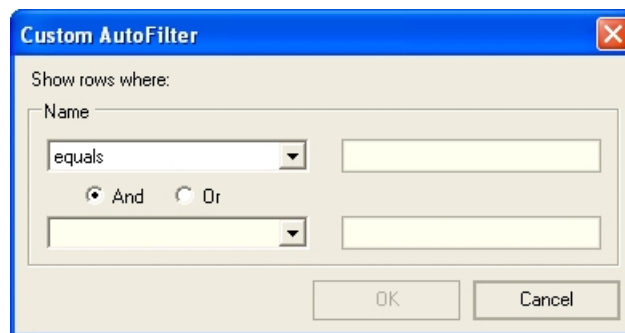 Custom AutoFilter
Show rows where:
Name
equals
And Or
OK Cancel